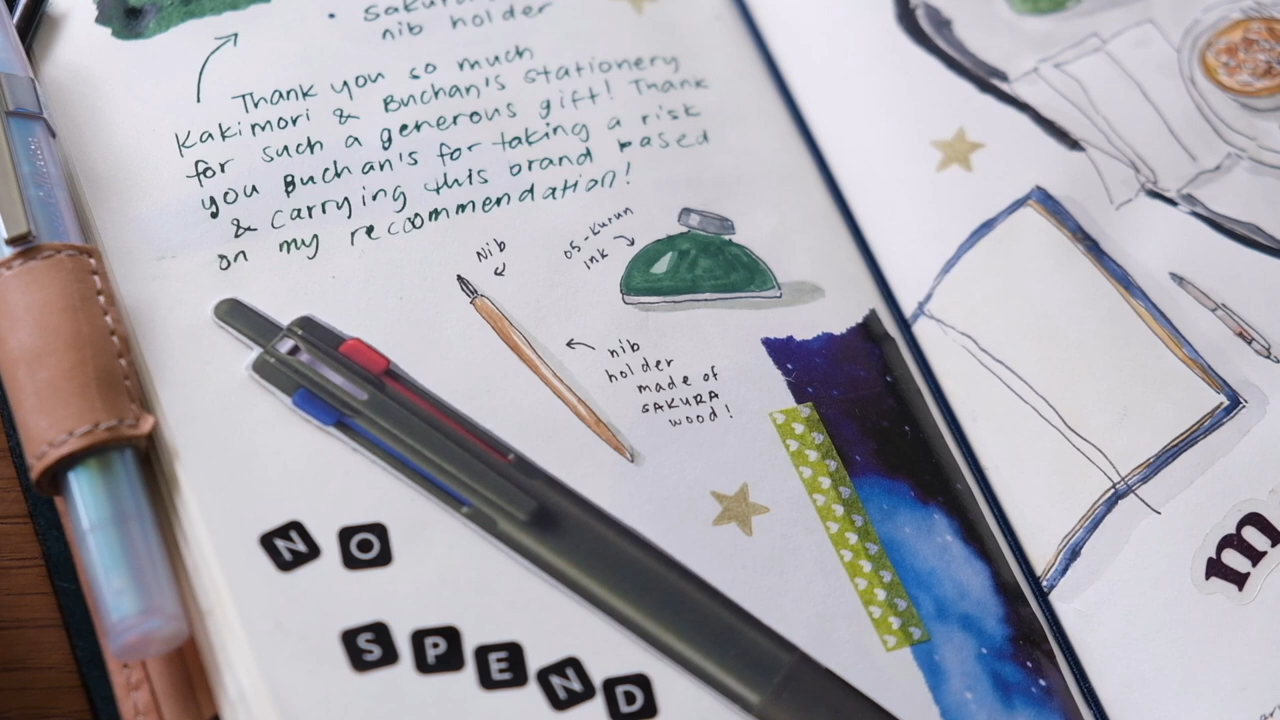 nib holder
Thank you so much
Kakimori & Buchan's Stationery
for such a generous gift! Thank
you Buchan's for taking a risk
& carrying this brand based
on my recommendation!
Nib
OS-Kurun
ink
nib
holder
made of
SAKURA
wood!
NO
SPEND
m